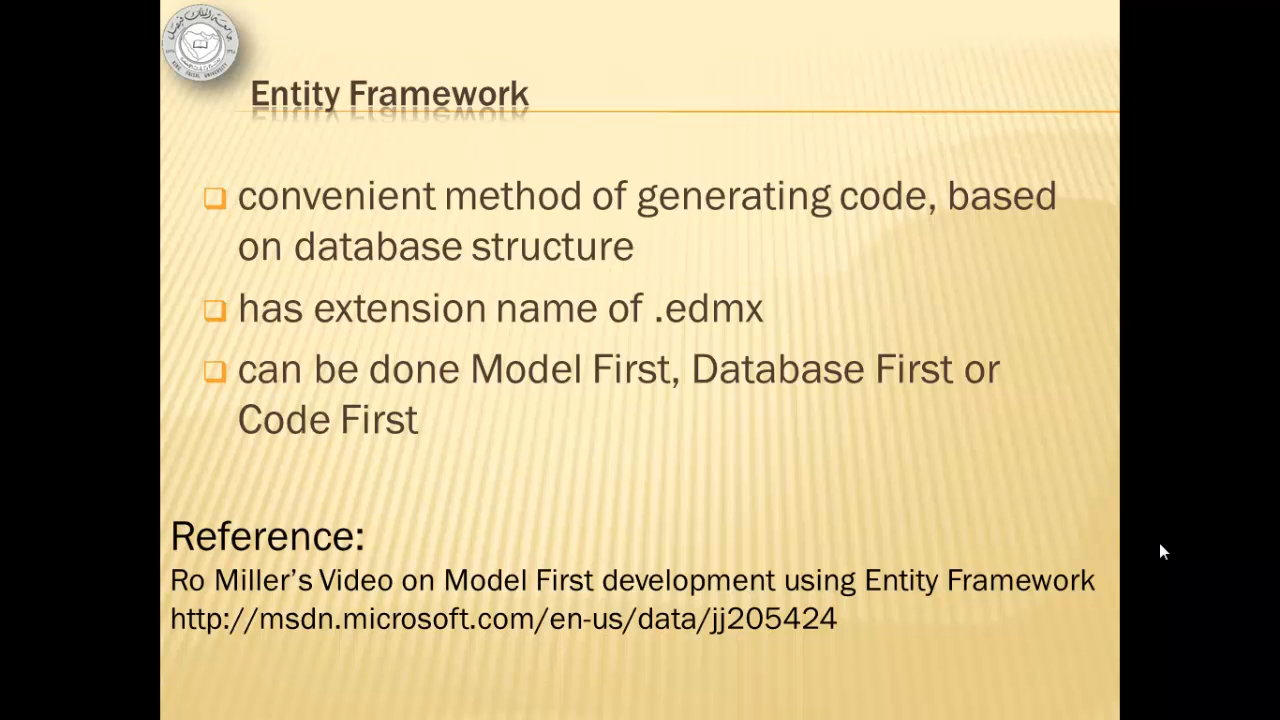 Entity Framework
convenient method of generating code, based
on database structure
has extension name of .edmx
can be done Model First, Database First or
Code First
Reference:
Ro Miller’s Video on Model First development using Entity Framework
http://msdn.microsoft.com/en-us/data/jj205424